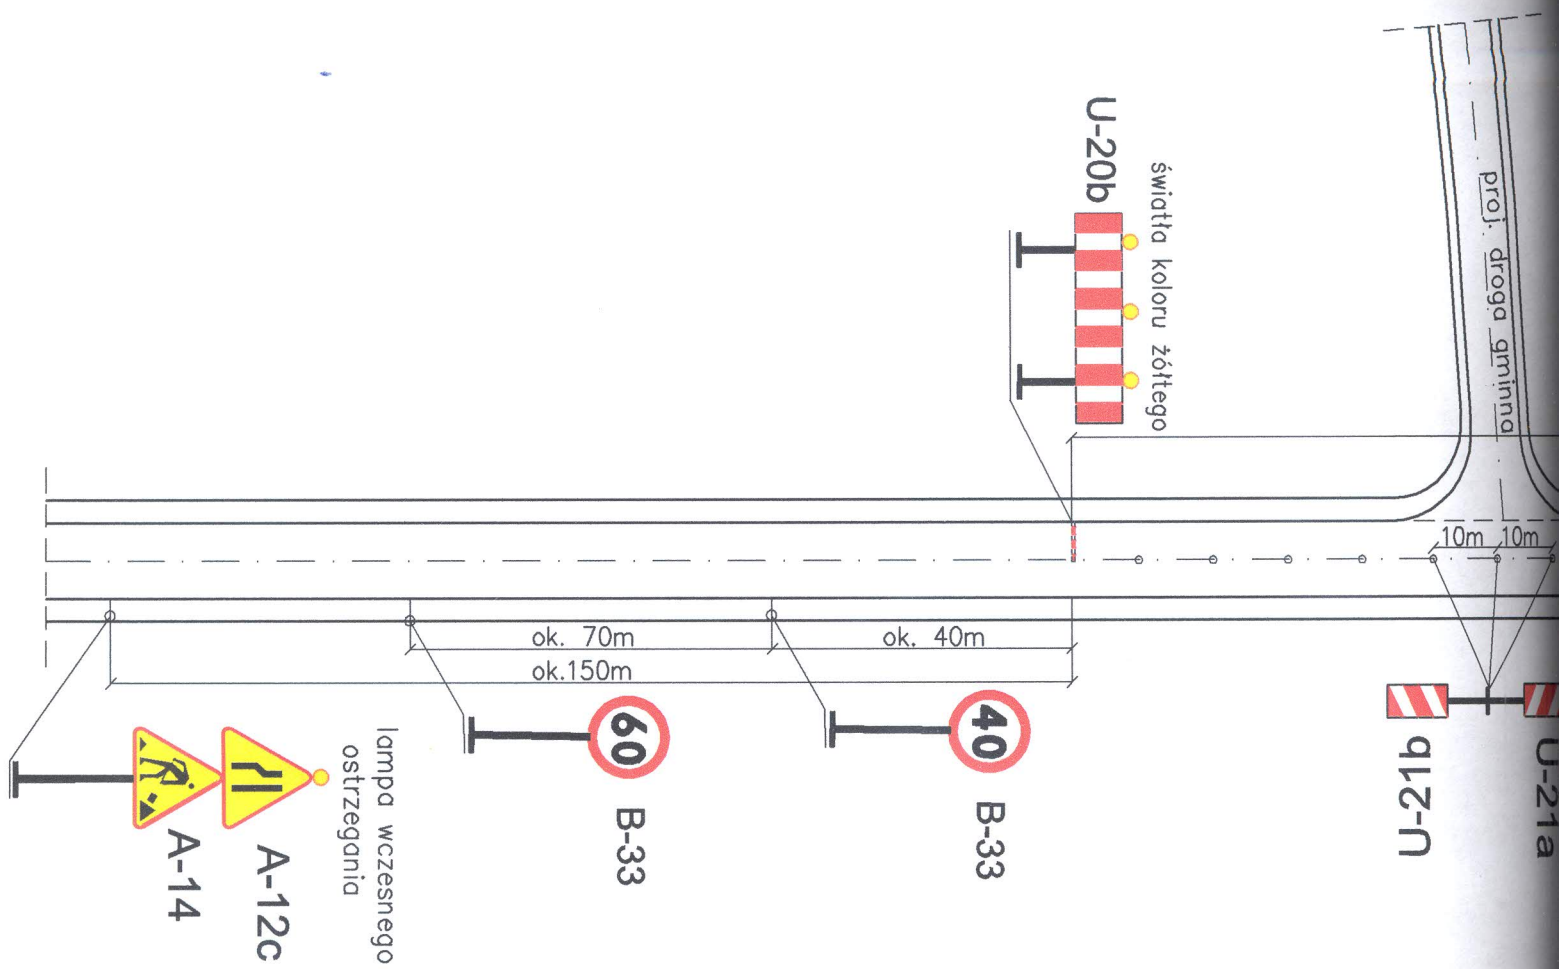 proj. droga gminna
U-20b
światła koloru żółtego
10m
10m
ok. 70m
ok. 40m
ok.150m
60
B-33
40
B-33
U-21b
U-21a
lampa wczesnego
ostrzegania
A-12c
A-14